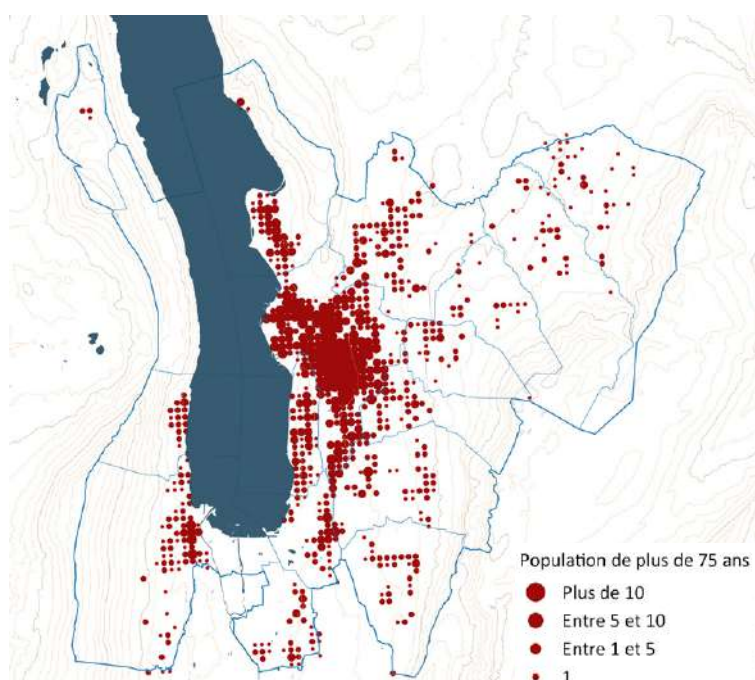 Population de plus de 75 ans
Plus de 10
Entre 5 et 10
Entre 1 et 5
1